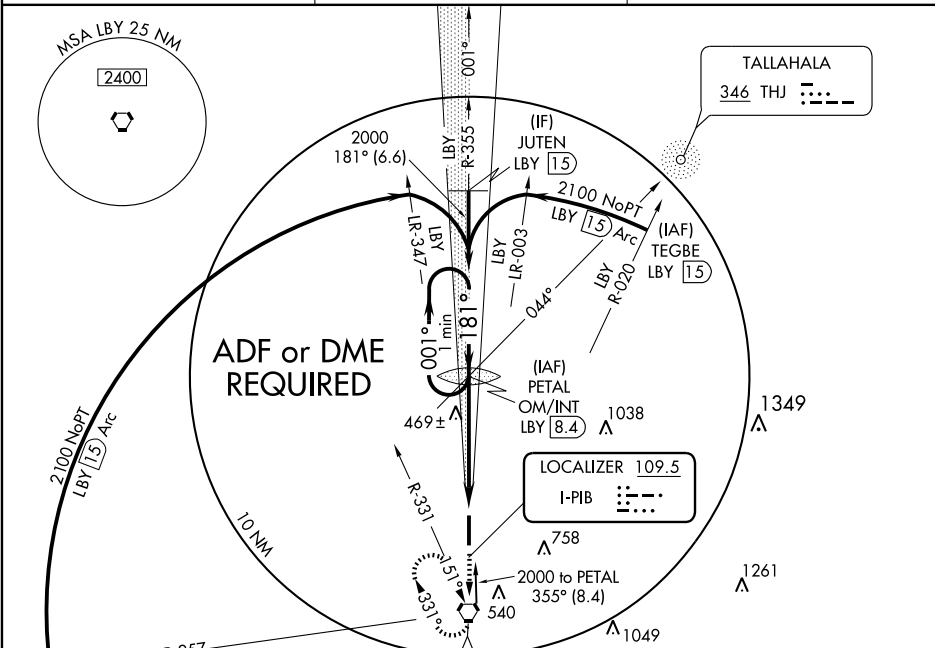 MSA LBY 25 NM
2400
TALLAHALA
346 THJ
001°
LBY
R-355
2000
181° (6.6)
(IF)
JUTEN
LBY 15
2100 NoPT
LBY 15 Arc
(IAF)
TEGBE
LBY 15
LBY
LR-347
LBY
LR-003
LBY
R-020
044°
181°
1 min
001°
ADF or DME
REQUIRED
(IAF)
PETAL
OM/INT
LBY 8.4
469±
1038
1349
2100 NoPT
LBY 15 Arc
LOCALIZER 109.5
I-PIB
R-331
10 NM
758
151°
331°
2000 to PETAL
355° (8.4)
540
1261
1049